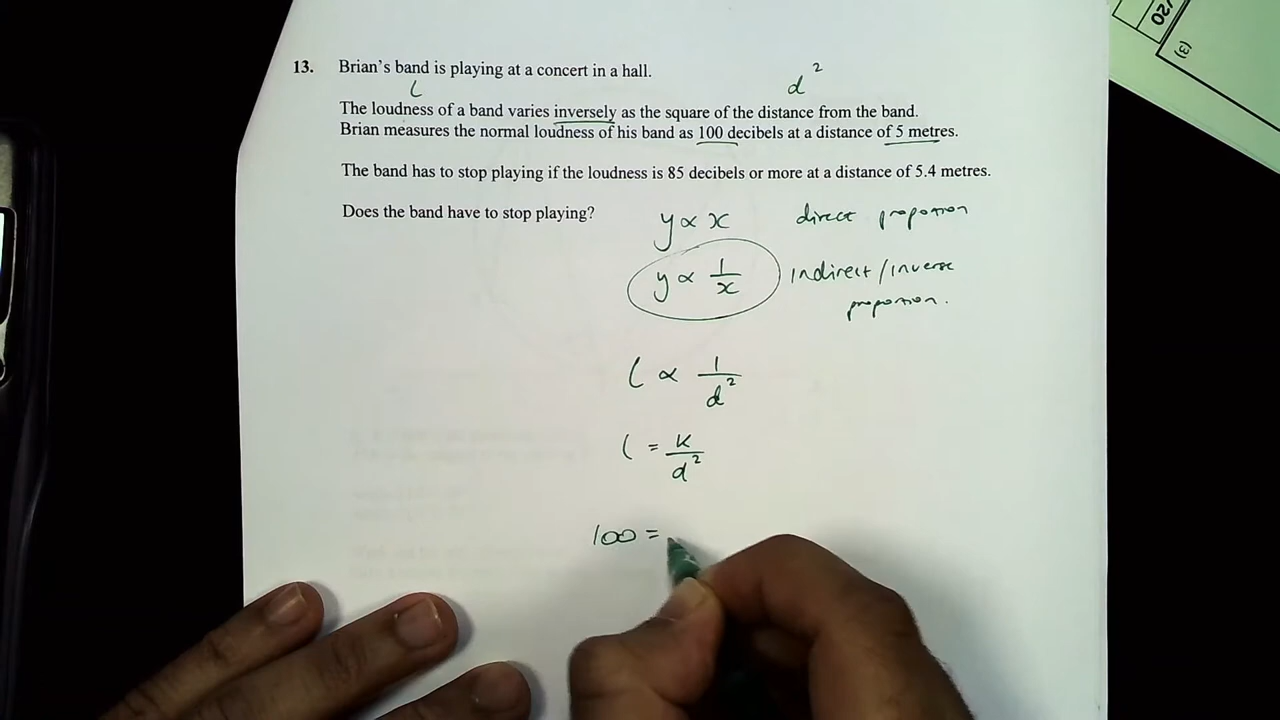 /20
(3)
13. Brian's band is playing at a concert in a hall.
L d²
The loudness of a band varies inversely as the square of the distance from the band.
Brian measures the normal loudness of his band as 100 decibels at a distance of 5 metres.
The band has to stop playing if the loudness is 85 decibels or more at a distance of 5.4 metres.
Does the band have to stop playing?
y ∝ x direct proportion
y ∝ 1/x indirect/inverse
proportion.
L ∝ 1/d²
L = k/d²
100 =